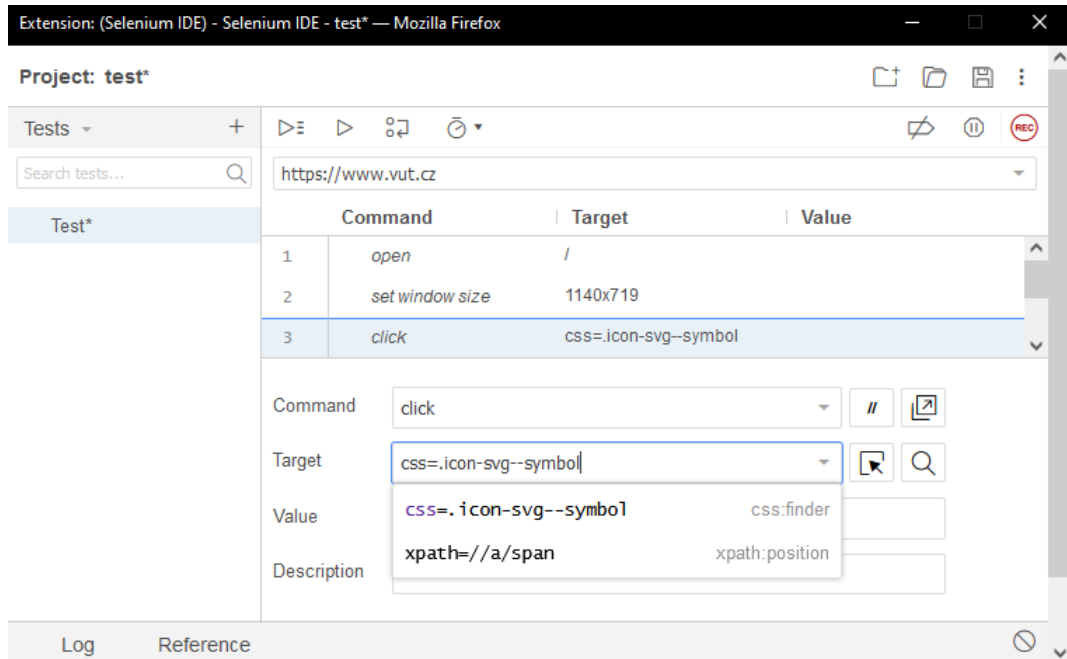 Extension: (Selenium IDE) - Selenium IDE - test* — Mozilla Firefox
Project: test*
Tests
REC
Search tests...
https://www.vut.cz
Command Target Value
Test*
1 open /
2 set window size 1140x719
3 click css=.icon-svg--symbol
Command click //
Target css=.icon-svg--symbol
css=.icon-svg--symbol css:finder
Value
xpath=//a/span xpath:position
Description
Log Reference